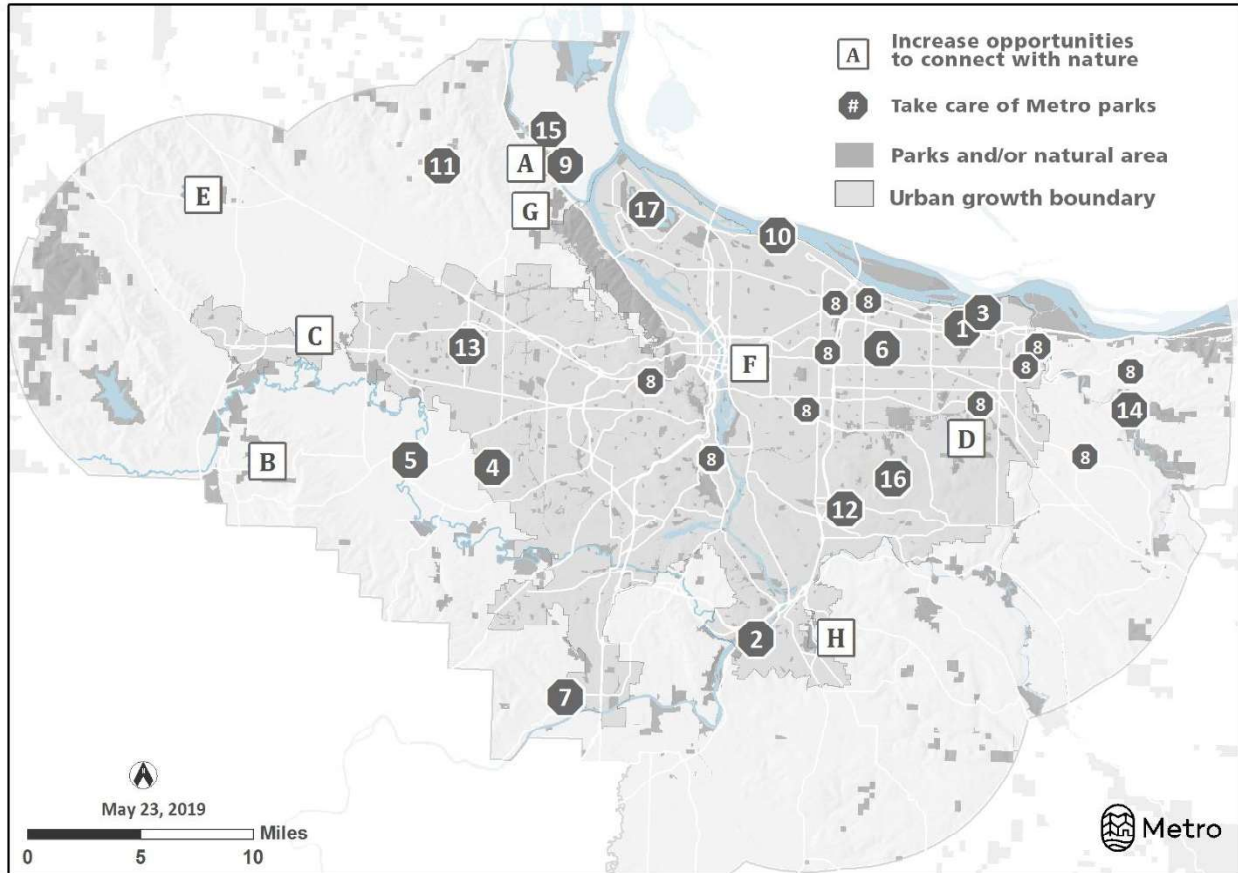 A
Increase opportunities
to connect with nature
#
Take care of Metro parks
Parks and/or natural area
Urban growth boundary
15
11
A
9
E
G
17
10
8
8
3
1
C
13
F
8
6
8
8
8
8
14
8
8
D
B
5
4
8
8
16
12
2
H
7
N
May 23, 2019
Miles
0
5
10
Metro